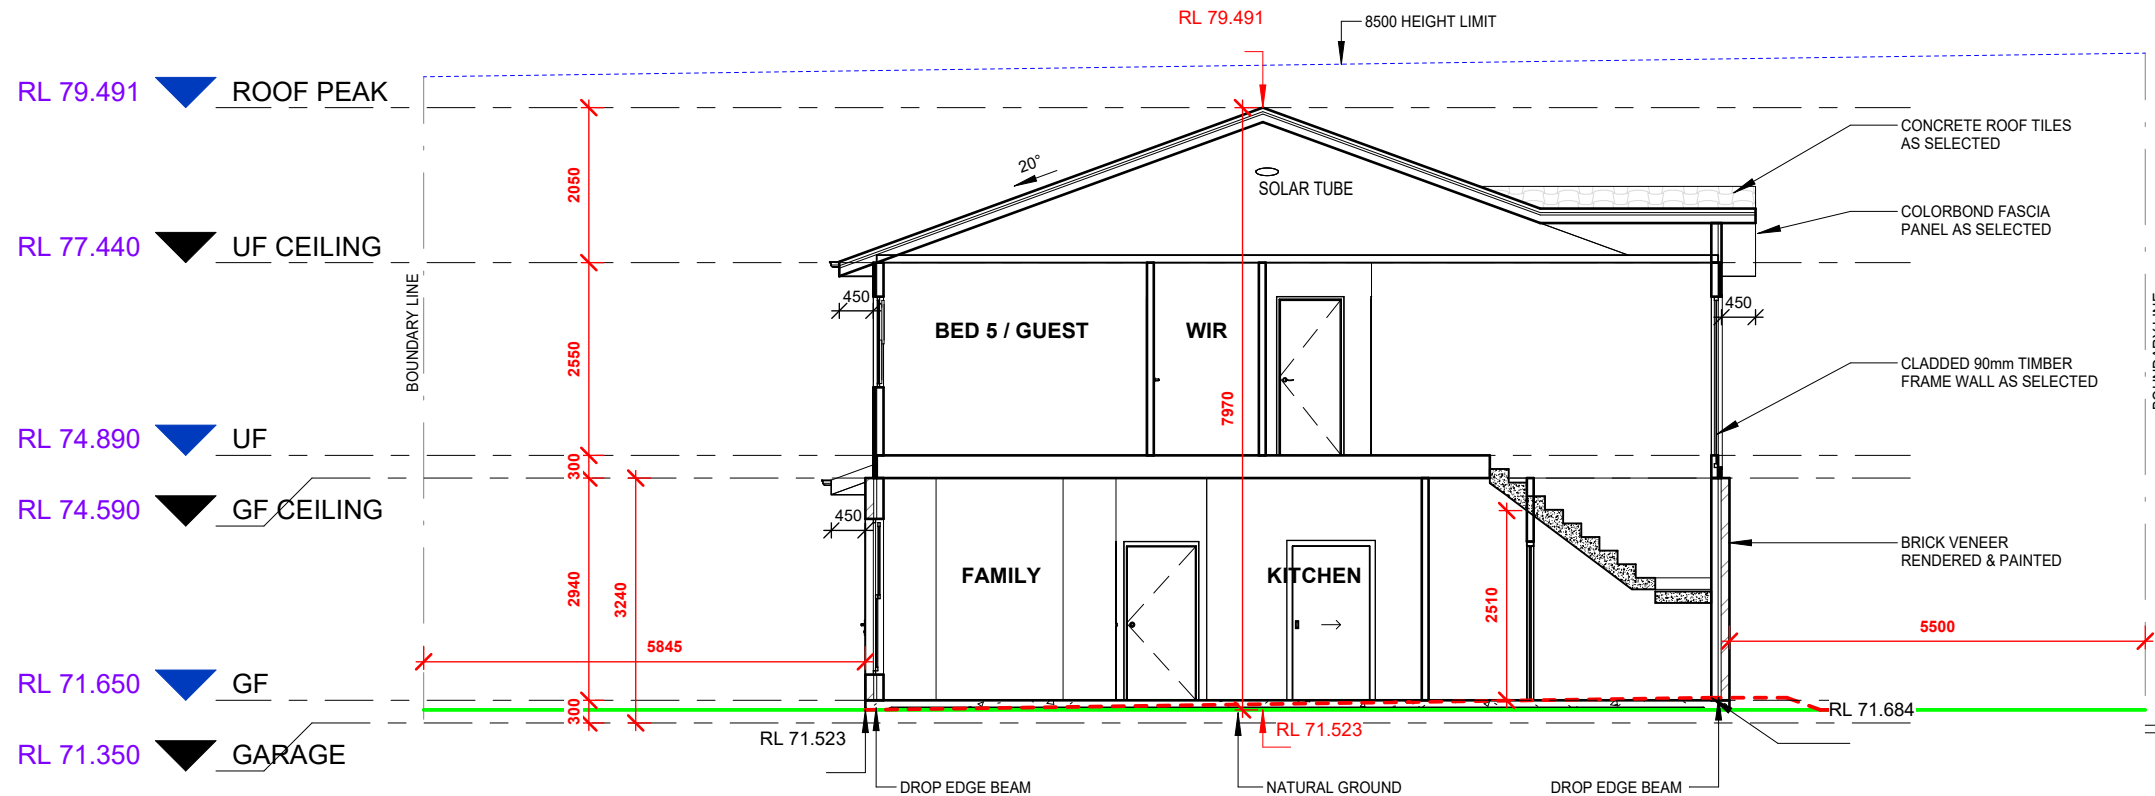 RL 79.491
8500 HEIGHT LIMIT
RL 79.491 ROOF PEAK
CONCRETE ROOF TILES
AS SELECTED
20°
2050
SOLAR TUBE
COLORBOND FASCIA
PANEL AS SELECTED
RL 77.440 UF CEILING
BOUNDARY LINE
450
450
BED 5 / GUEST
WIR
2550
7970
CLADDED 90mm TIMBER
FRAME WALL AS SELECTED
RL 74.890 UF
300
RL 74.590 GF CEILING
450
BRICK VENEER
RENDERED & PAINTED
FAMILY
KITCHEN
2940
3240
2510
5845
5500
RL 71.650 GF
300
RL 71.684
RL 71.523
RL 71.523
RL 71.350 GARAGE
DROP EDGE BEAM
NATURAL GROUND
DROP EDGE BEAM